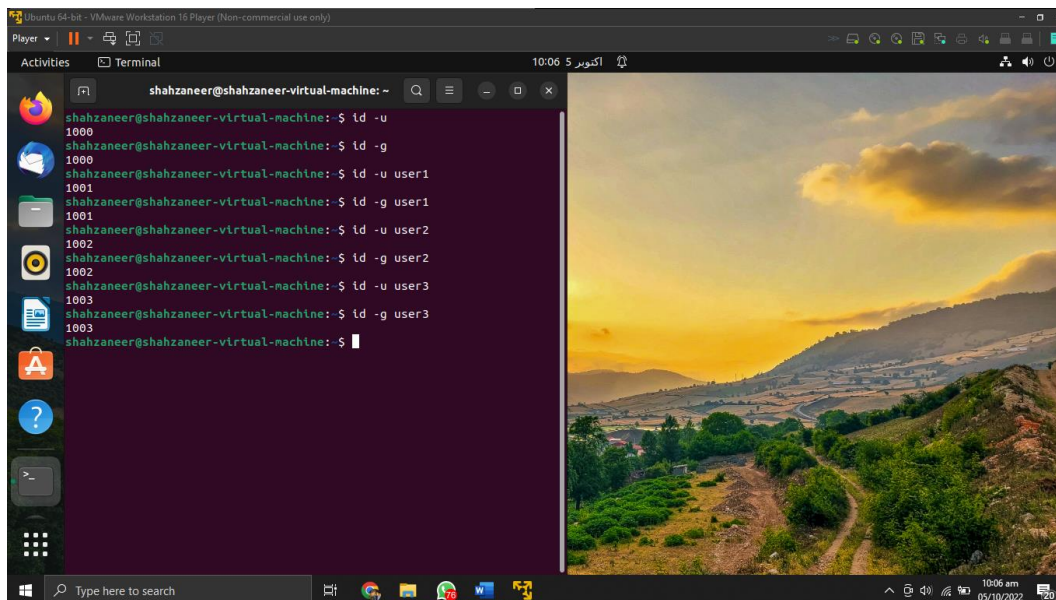 Ubuntu 64-bit - VMware Workstation 16 Player (Non-commercial use only)
Player
Activities
Terminal
10:06 5 اکتوبر
shahzaneer@shahzaneer-virtual-machine: ~
shahzaneer@shahzaneer-virtual-machine:~$ id -u
1000
shahzaneer@shahzaneer-virtual-machine:~$ id -g
1000
shahzaneer@shahzaneer-virtual-machine:~$ id -u user1
1001
shahzaneer@shahzaneer-virtual-machine:~$ id -g user1
1001
shahzaneer@shahzaneer-virtual-machine:~$ id -u user2
1002
shahzaneer@shahzaneer-virtual-machine:~$ id -g user2
1002
shahzaneer@shahzaneer-virtual-machine:~$ id -u user3
1003
shahzaneer@shahzaneer-virtual-machine:~$ id -g user3
1003
shahzaneer@shahzaneer-virtual-machine:~$
Type here to search
76
10:06 am
05/10/2022
20